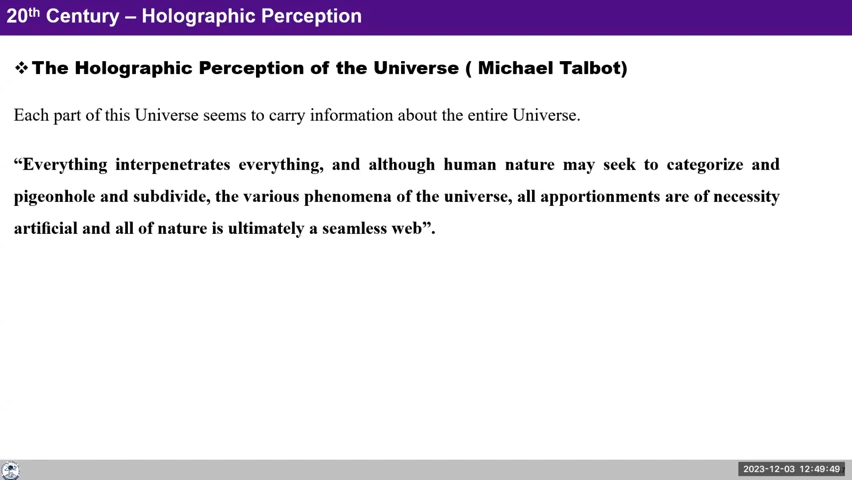 20th Century – Holographic Perception
❖The Holographic Perception of the Universe ( Michael Talbot)
Each part of this Universe seems to carry information about the entire Universe.
“Everything interpenetrates everything, and although human nature may seek to categorize and
pigeonhole and subdivide, the various phenomena of the universe, all apportionments are of necessity
artificial and all of nature is ultimately a seamless web”.
2023-12-03 12:49:49